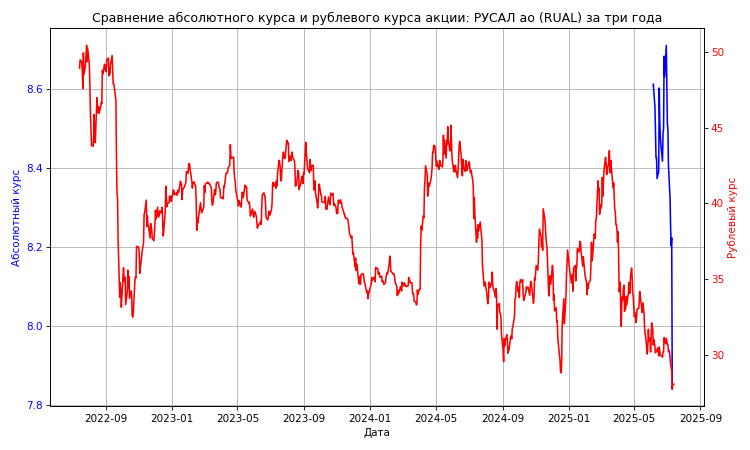 Сравнение абсолютного курса и рублевого курса акции: РУСАЛ ао (RUAL) за три года
Абсолютный курс
8.6
8.4
8.2
8.0
7.8
50
45
40
35
30
Рублевый курс
2022-09 2023-01 2023-05 2023-09 2024-01 2024-05 2024-09 2025-01 2025-05 2025-09
Дата